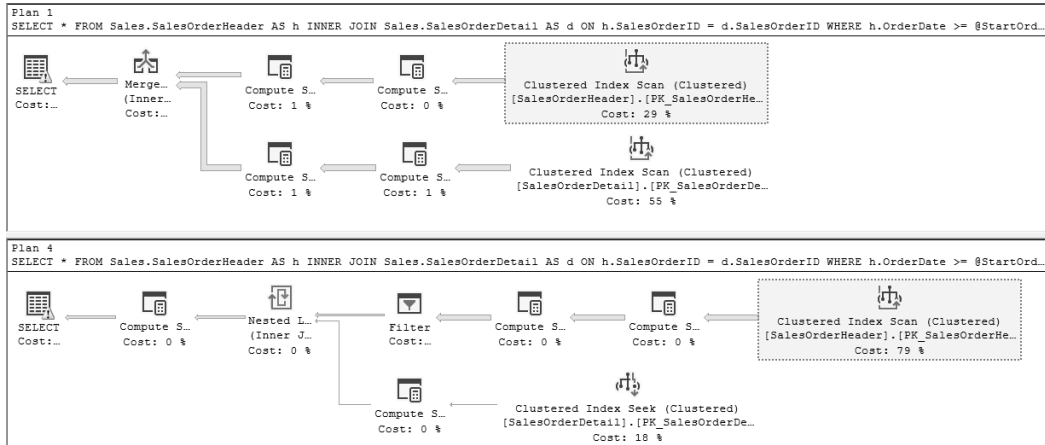 Plan 1
SELECT * FROM Sales.SalesOrderHeader AS h INNER JOIN Sales.SalesOrderDetail AS d ON h.SalesOrderID = d.SalesOrderID WHERE h.OrderDate >= @StartOrd…
SELECT
Cost:…
Merge…
(Inner…
Cost:…
Compute S…
Cost: 1 %
Compute S…
Cost: 0 %
Clustered Index Scan (Clustered)
[SalesOrderHeader].[PK_SalesOrderHe…
Cost: 29 %
Compute S…
Cost: 1 %
Compute S…
Cost: 1 %
Clustered Index Scan (Clustered)
[SalesOrderDetail].[PK_SalesOrderDe…
Cost: 55 %
Plan 4
SELECT * FROM Sales.SalesOrderHeader AS h INNER JOIN Sales.SalesOrderDetail AS d ON h.SalesOrderID = d.SalesOrderID WHERE h.OrderDate >= @StartOrd…
SELECT
Cost:…
Compute S…
Cost: 0 %
Nested L…
(Inner J…
Cost: 0 %
Filter
Cost:…
Compute S…
Cost: 0 %
Compute S…
Cost: 0 %
Clustered Index Scan (Clustered)
[SalesOrderHeader].[PK_SalesOrderHe…
Cost: 79 %
Compute S…
Cost: 0 %
Clustered Index Seek (Clustered)
[SalesOrderDetail].[PK_SalesOrderDe…
Cost: 18 %